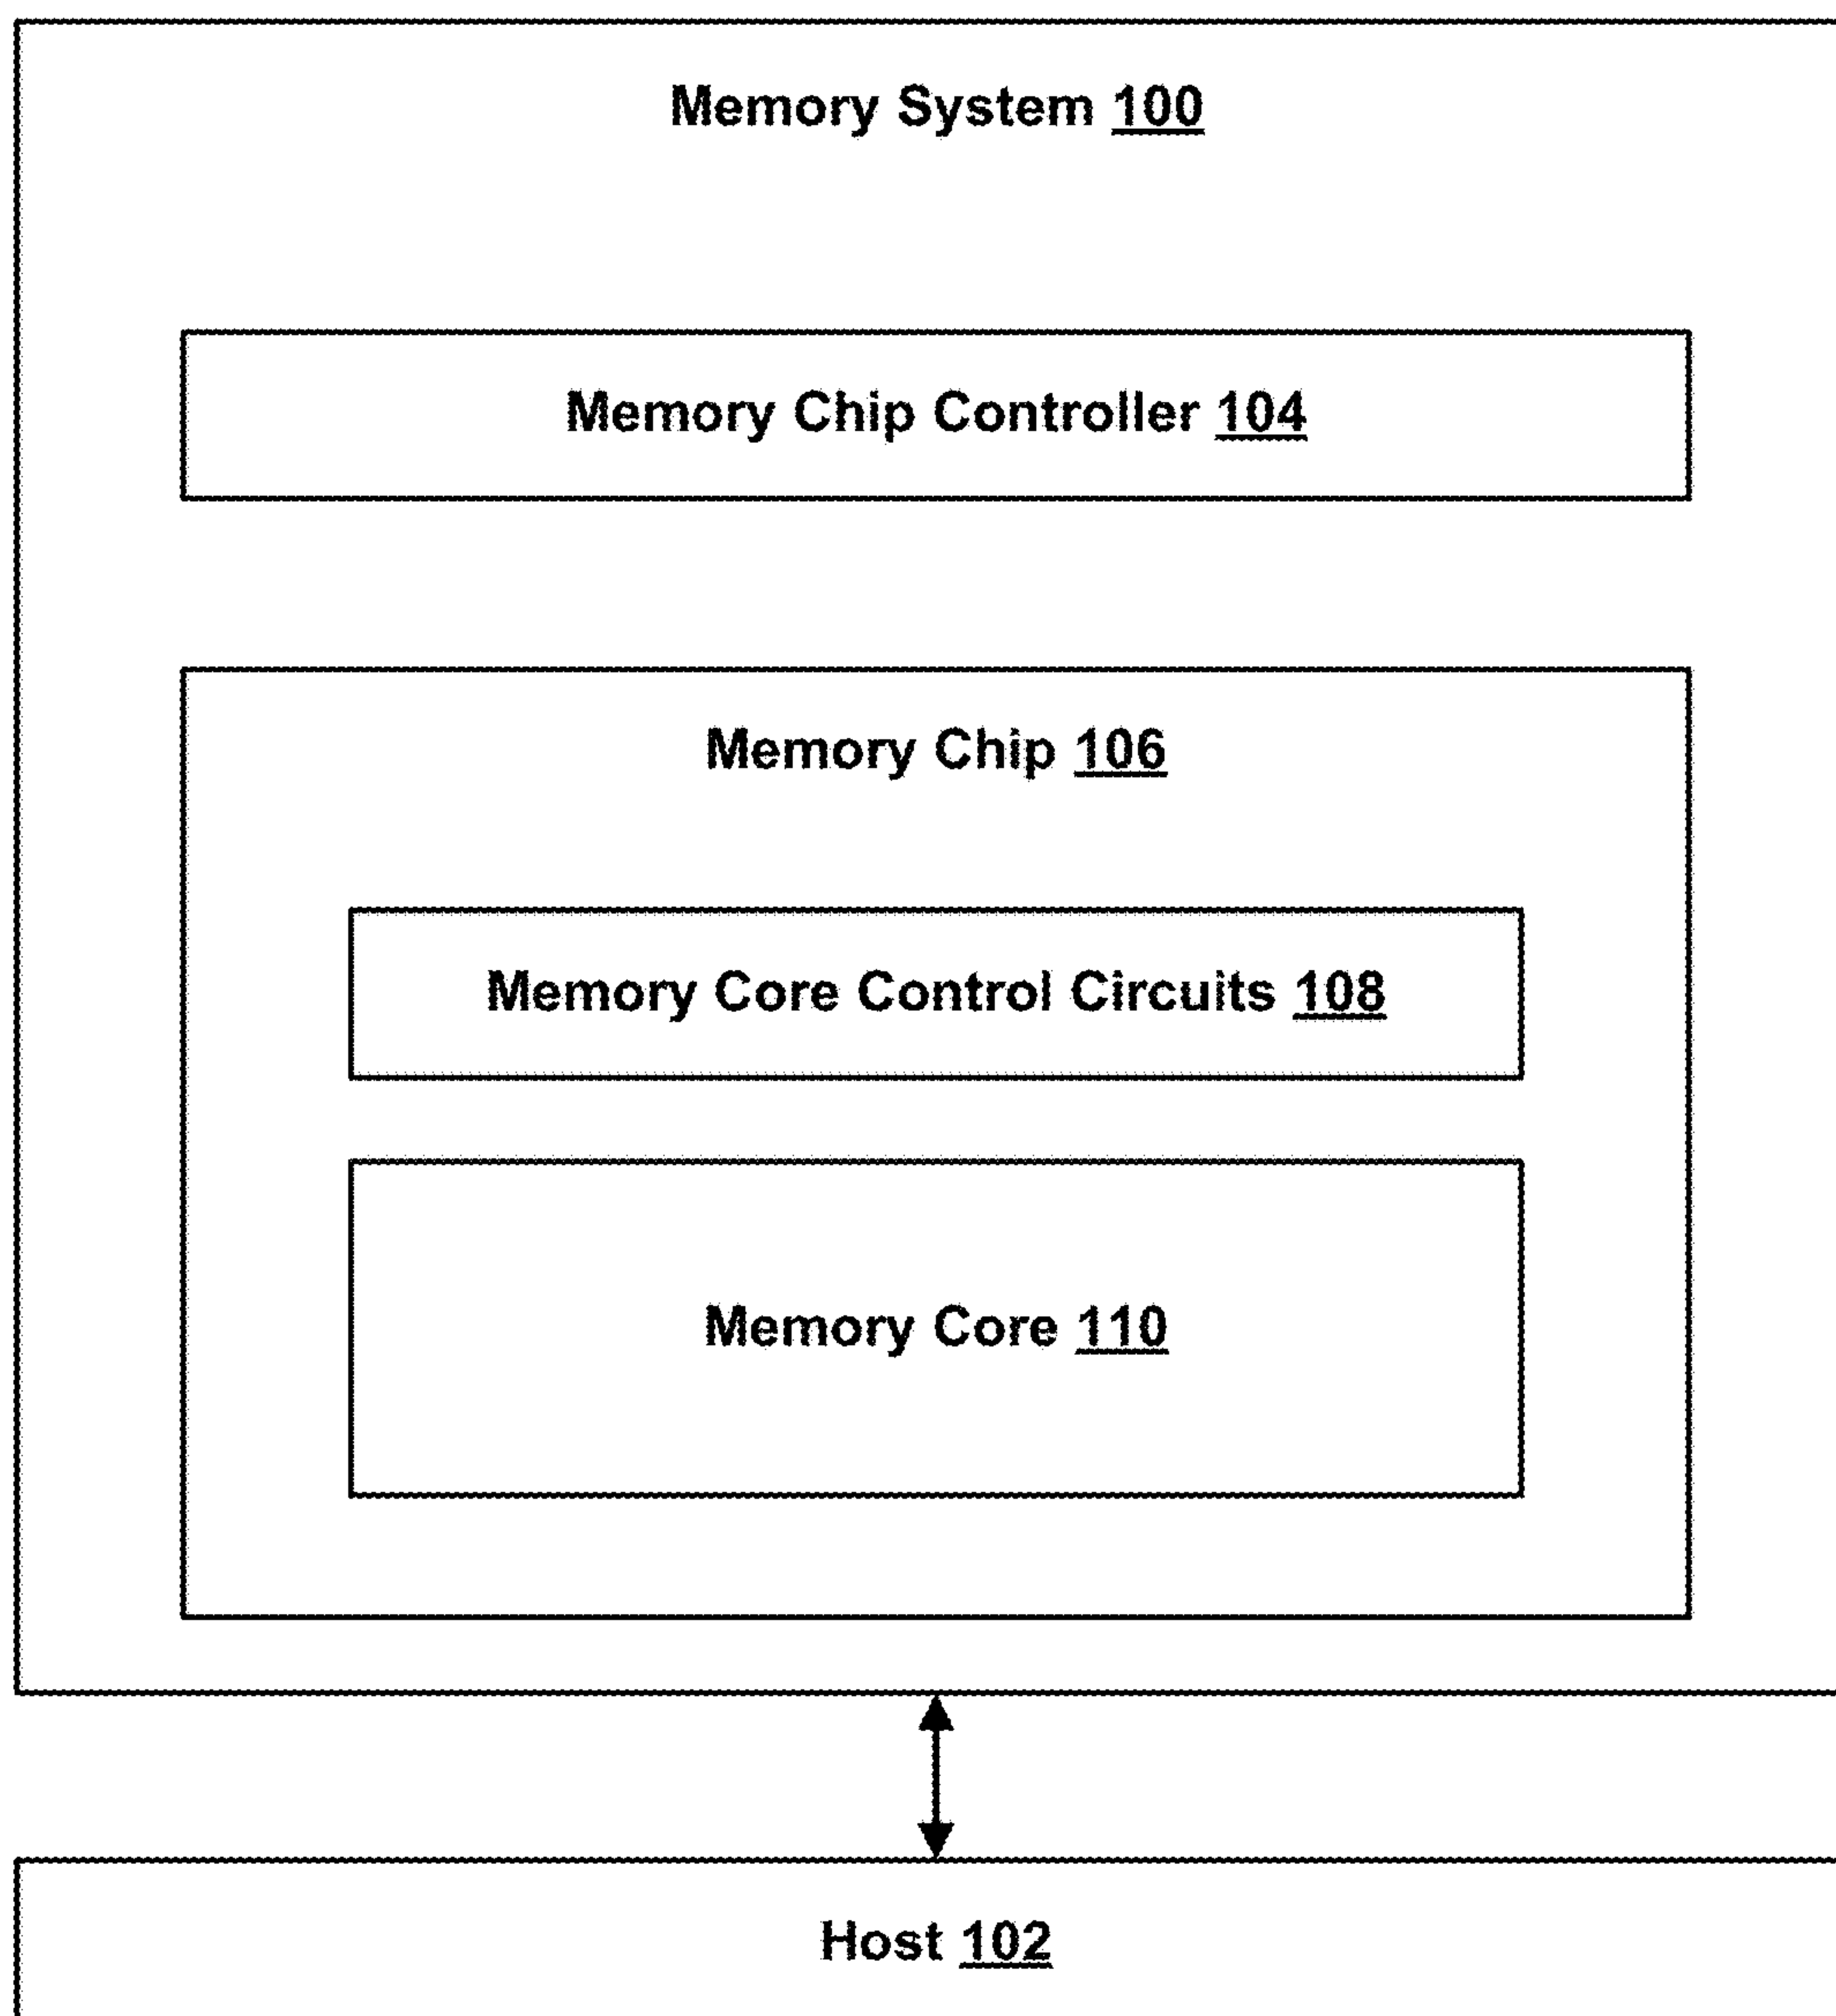 Memory System 100
Memory Chip Controller 104
Memory Chip 106
Memory Core Control Circuits 108
Memory Core 110
Host 102